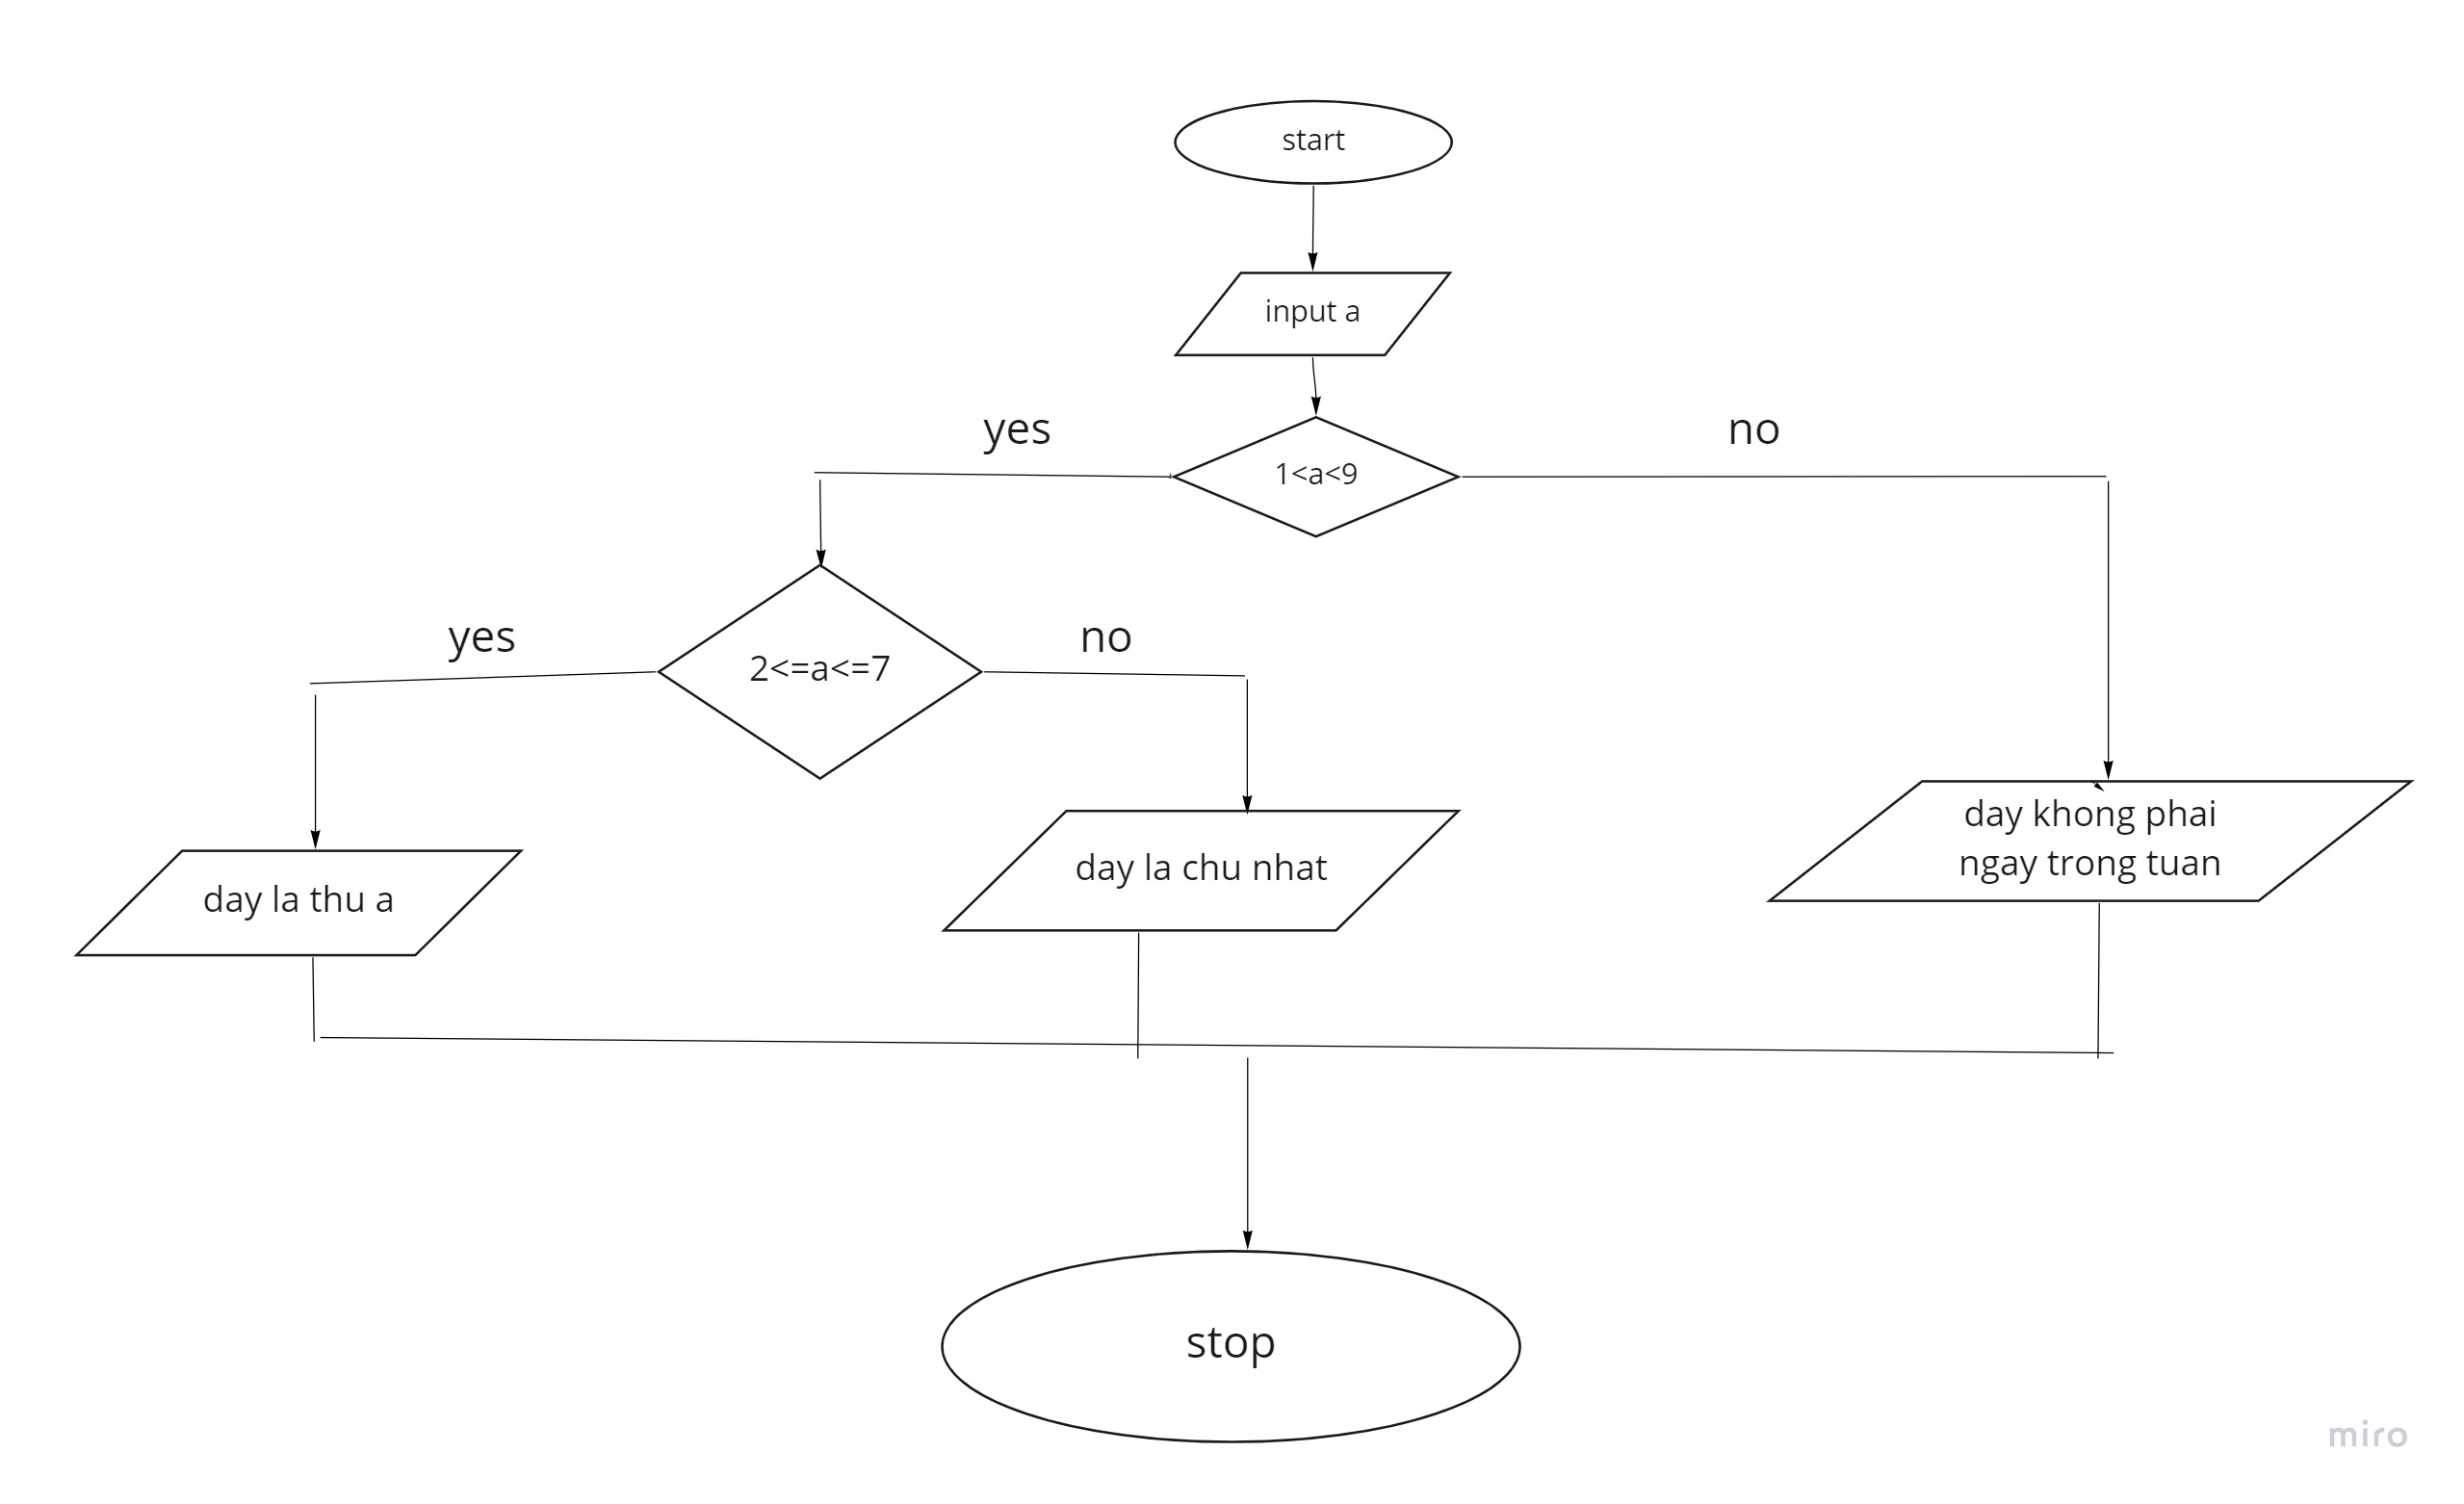 start
input a
yes
no
1<a<9
yes
no
2<=a<=7
day khong phai
ngay trong tuan
day la chu nhat
day la thu a
stop
miro